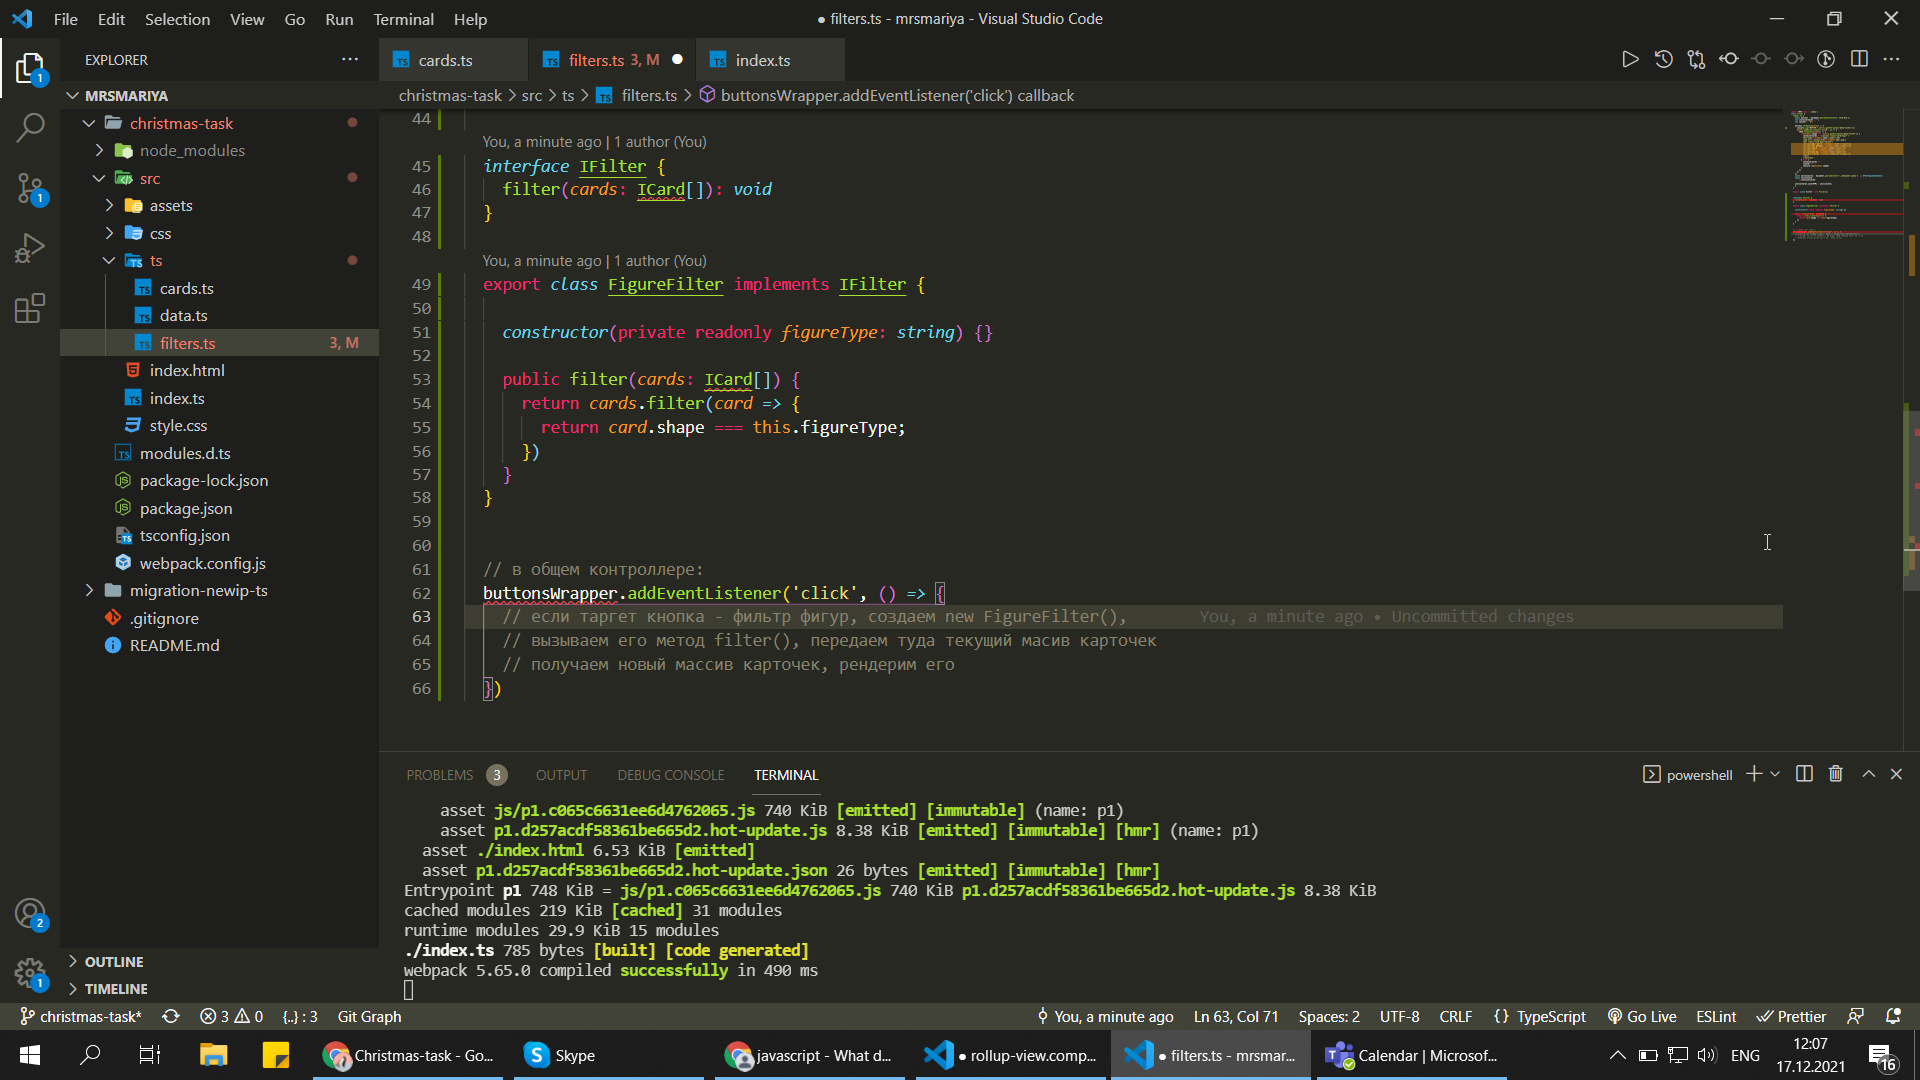 File Edit Selection View Go Run Terminal Help
● filters.ts - mrsmariya - Visual Studio Code
EXPLORER
MRSMARIYA
christmas-task
node_modules
src
assets
css
ts
cards.ts
data.ts
filters.ts 3, M
index.html
index.ts
style.css
modules.d.ts
package-lock.json
package.json
tsconfig.json
webpack.config.js
migration-newip-ts
.gitignore
README.md
OUTLINE
TIMELINE
cards.ts
filters.ts 3, M
index.ts
christmas-task > src > ts > filters.ts > buttonsWrapper.addEventListener('click') callback
44
You, a minute ago | 1 author (You)
45 interface IFilter {
46 filter(cards: ICard[]): void
47 }
48
You, a minute ago | 1 author (You)
49 export class FigureFilter implements IFilter {
50
51 constructor(private readonly figureType: string) {}
52
53 public filter(cards: ICard[]) {
54 return cards.filter(card => {
55 return card.shape === this.figureType;
56 })
57 }
58 }
59
60
61 // в общем контроллере:
62 buttonsWrapper.addEventListener('click', () => {
63 // если таргет кнопка - фильтр фигур, создаем new FigureFilter(), You, a minute ago • Uncommitted changes
64 // вызываем его метод filter(), передаем туда текущий масив карточек
65 // получаем новый массив карточек, рендерим его
66 })
PROBLEMS 3 OUTPUT DEBUG CONSOLE TERMINAL
powershell
asset js/p1.c065c6631ee6d4762065.js 740 KiB [emitted] [immutable] (name: p1)
asset p1.d257acdf58361be665d2.hot-update.js 8.38 KiB [emitted] [immutable] [hmr] (name: p1)
asset ./index.html 6.53 KiB [emitted]
asset p1.d257acdf58361be665d2.hot-update.json 26 bytes [emitted] [immutable] [hmr]
Entrypoint p1 748 KiB = js/p1.c065c6631ee6d4762065.js 740 KiB p1.d257acdf58361be665d2.hot-update.js 8.38 KiB
cached modules 219 KiB [cached] 31 modules
runtime modules 29.9 KiB 15 modules
./index.ts 785 bytes [built] [code generated]
webpack 5.65.0 compiled successfully in 490 ms
christmas-task* 3 0 {..} : 3 Git Graph
You, a minute ago Ln 63, Col 71 Spaces: 2 UTF-8 CRLF {} TypeScript Go Live ESLint Prettier
Christmas-task - Go...
Skype
javascript - What d...
● rollup-view.comp...
● filters.ts - mrsmar...
Calendar | Microsof...
ENG
12:07
17.12.2021
16
1
1
2
1